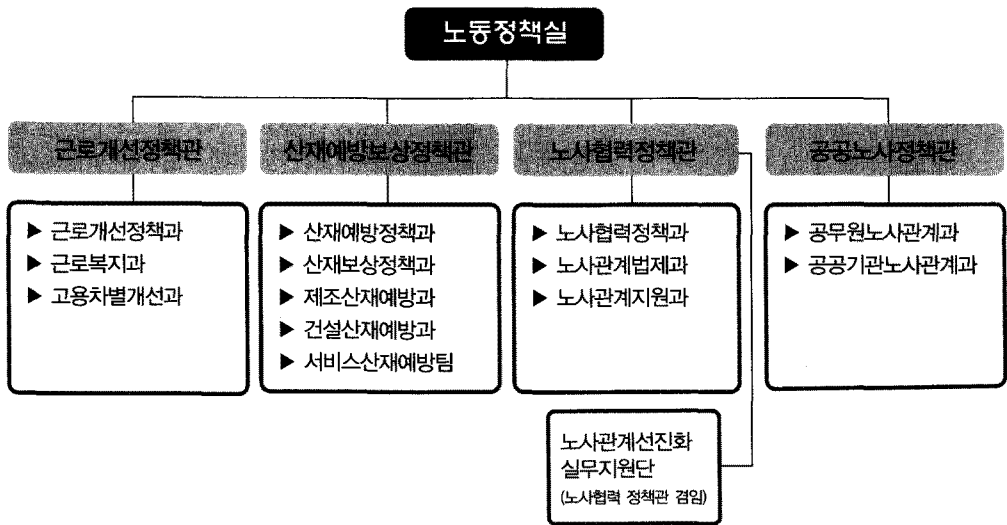 노동정책실
근로개선정책관
▶ 근로개선정책과
▶ 근로복지과
▶ 고용차별개선과
산재예방보상정책관
▶ 산재예방정책과
▶ 산재보상정책과
▶ 제조산재예방과
▶ 건설산재예방과
▶ 서비스산재예방팀
노사협력정책관
▶ 노사협력정책과
▶ 노사관계법제과
▶ 노사관계지원과
노사관계선진화
실무지원단
(노사협력 정책관 겸임)
공공노사정책관
▶ 공무원노사관계과
▶ 공공기관노사관계과